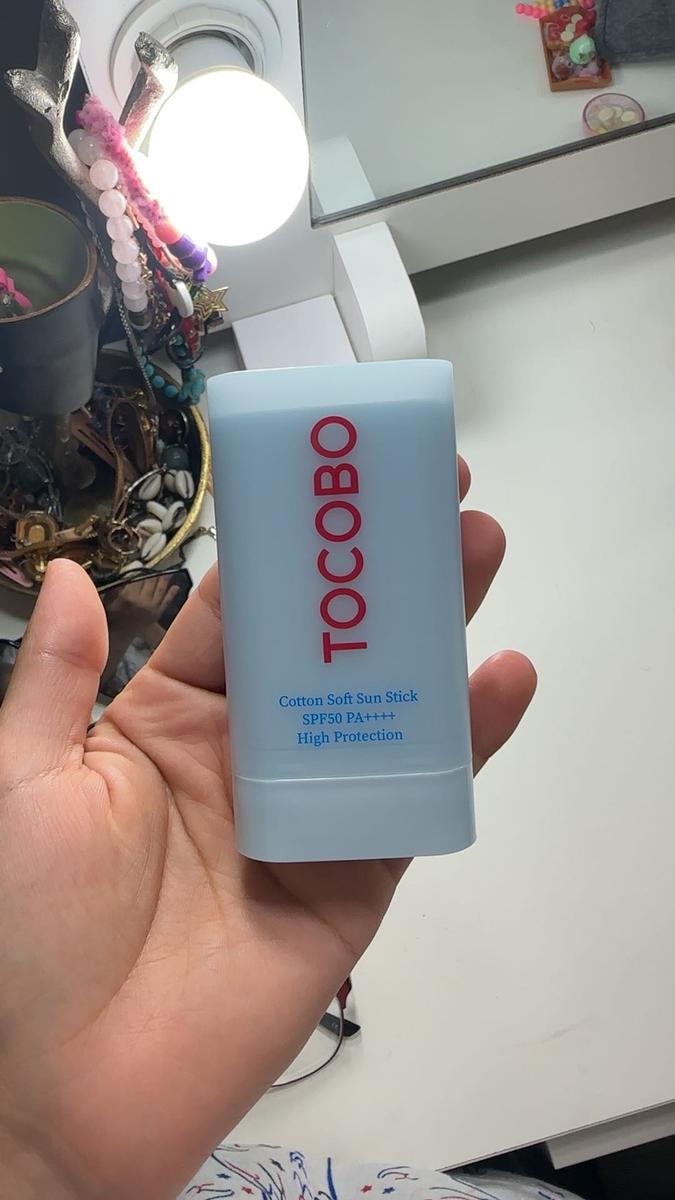 TOCOBO
Cotton Soft Sun Stick
SPF50 PA++++
High Protection